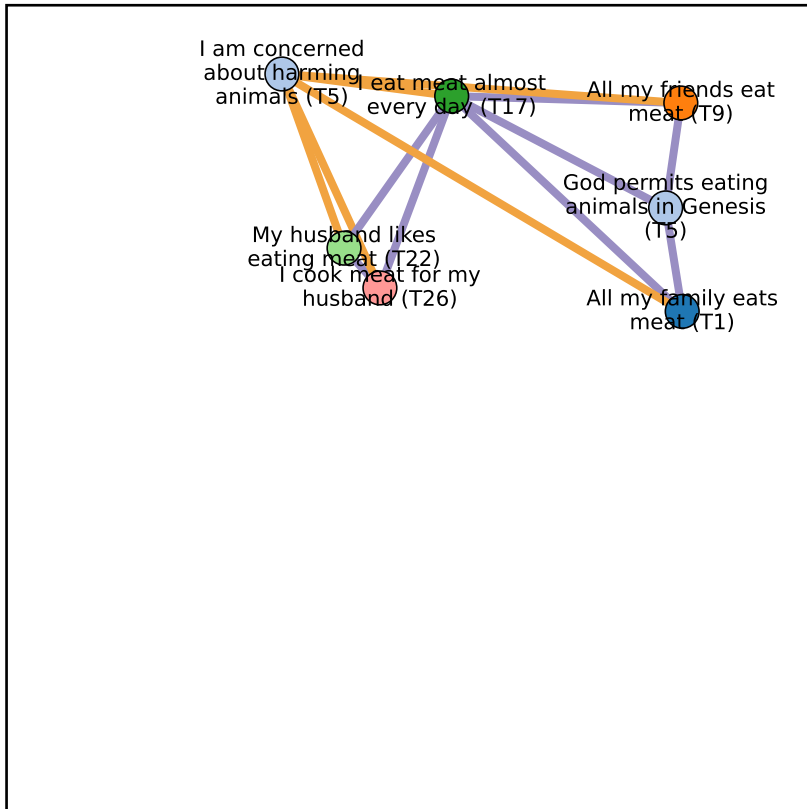 I am concerned
about harming
animals (T5)
I eat meat almost
every day (T17)
All my friends eat
meat (T9)
God permits eating
animals in Genesis
(T5)
My husband likes
eating meat (T22)
I cook meat for my
husband (T26)
All my family eats
meat (T1)